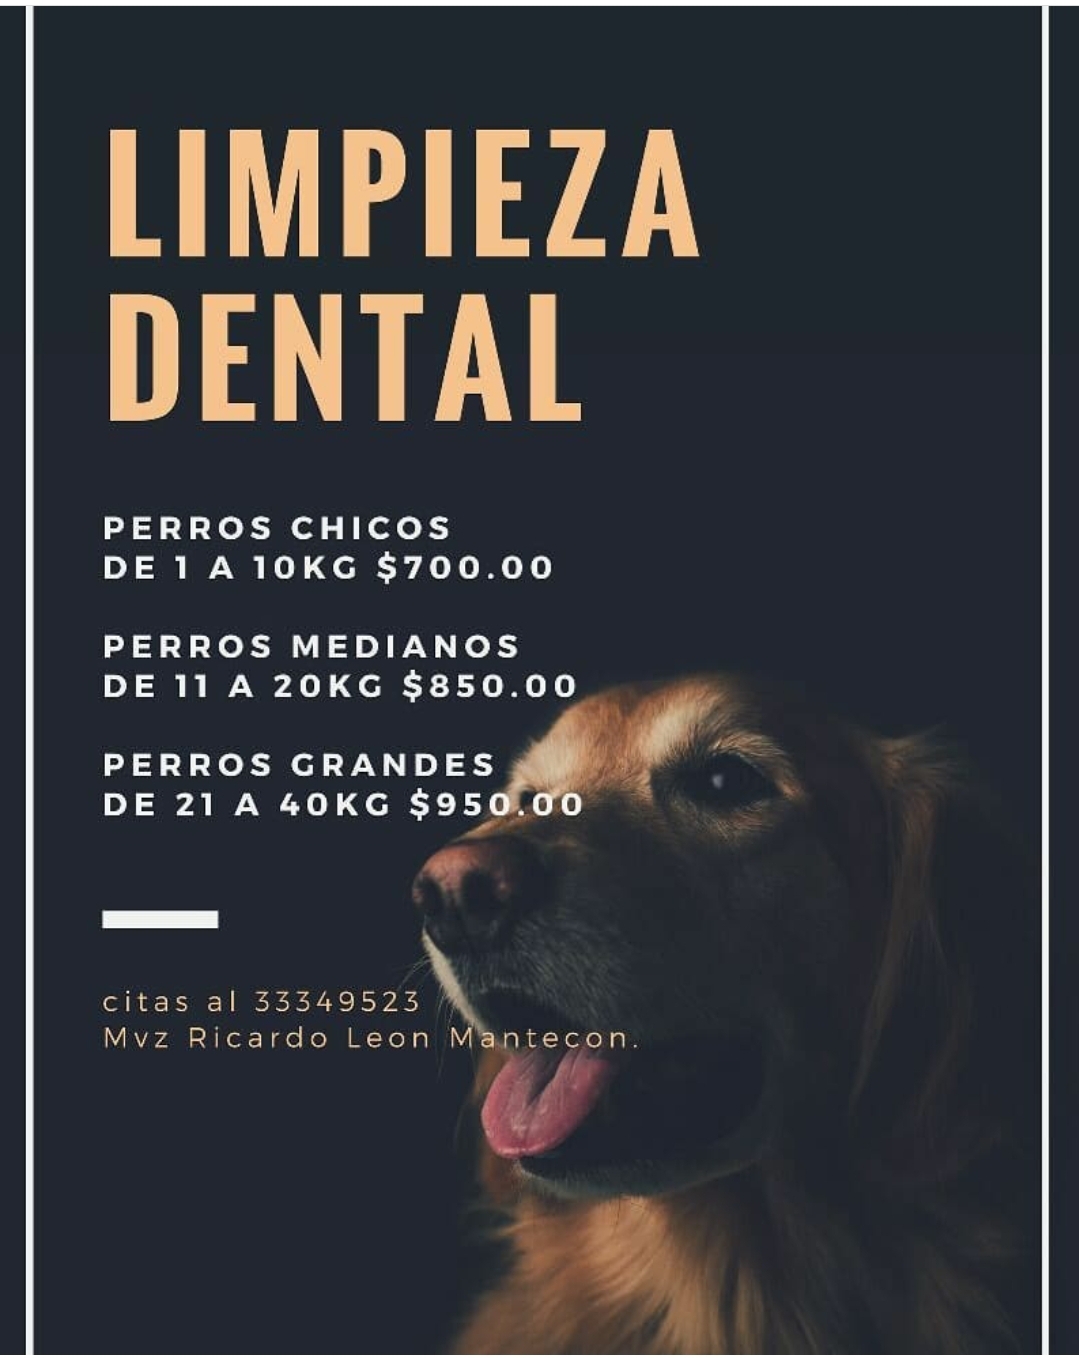 LIMPIEZA
DENTAL
PERROS CHICOS
DE 1 A 10KG $700.00
PERROS MEDIANOS
DE 11 A 20KG $850.00
PERROS GRANDES
DE 21 A 40KG $950.00
citas al 33349523
Mvz Ricardo Leon Mantecon.